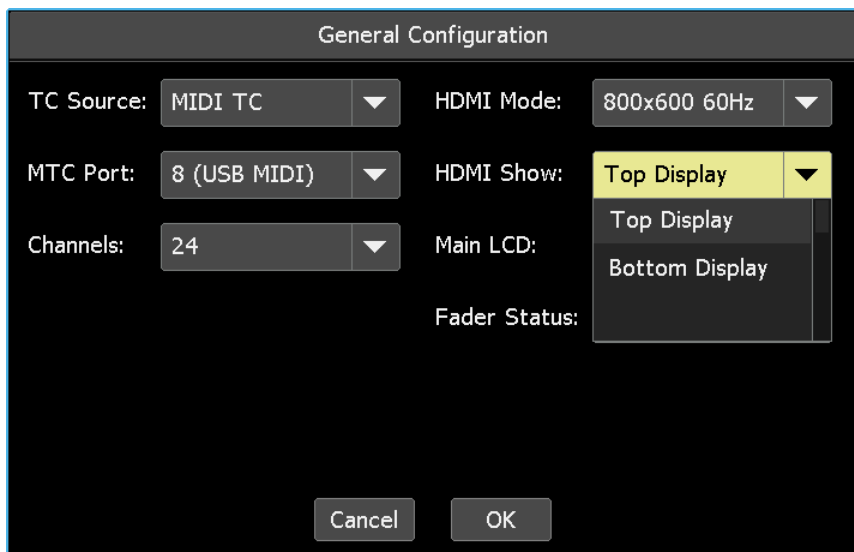 General Configuration
TC Source: MIDI TC HDMI Mode: 800x600 60Hz
MTC Port: 8 (USB MIDI) HDMI Show: Top Display
Top Display
Channels: 24 Main LCD:
Bottom Display
Fader Status:
Cancel OK